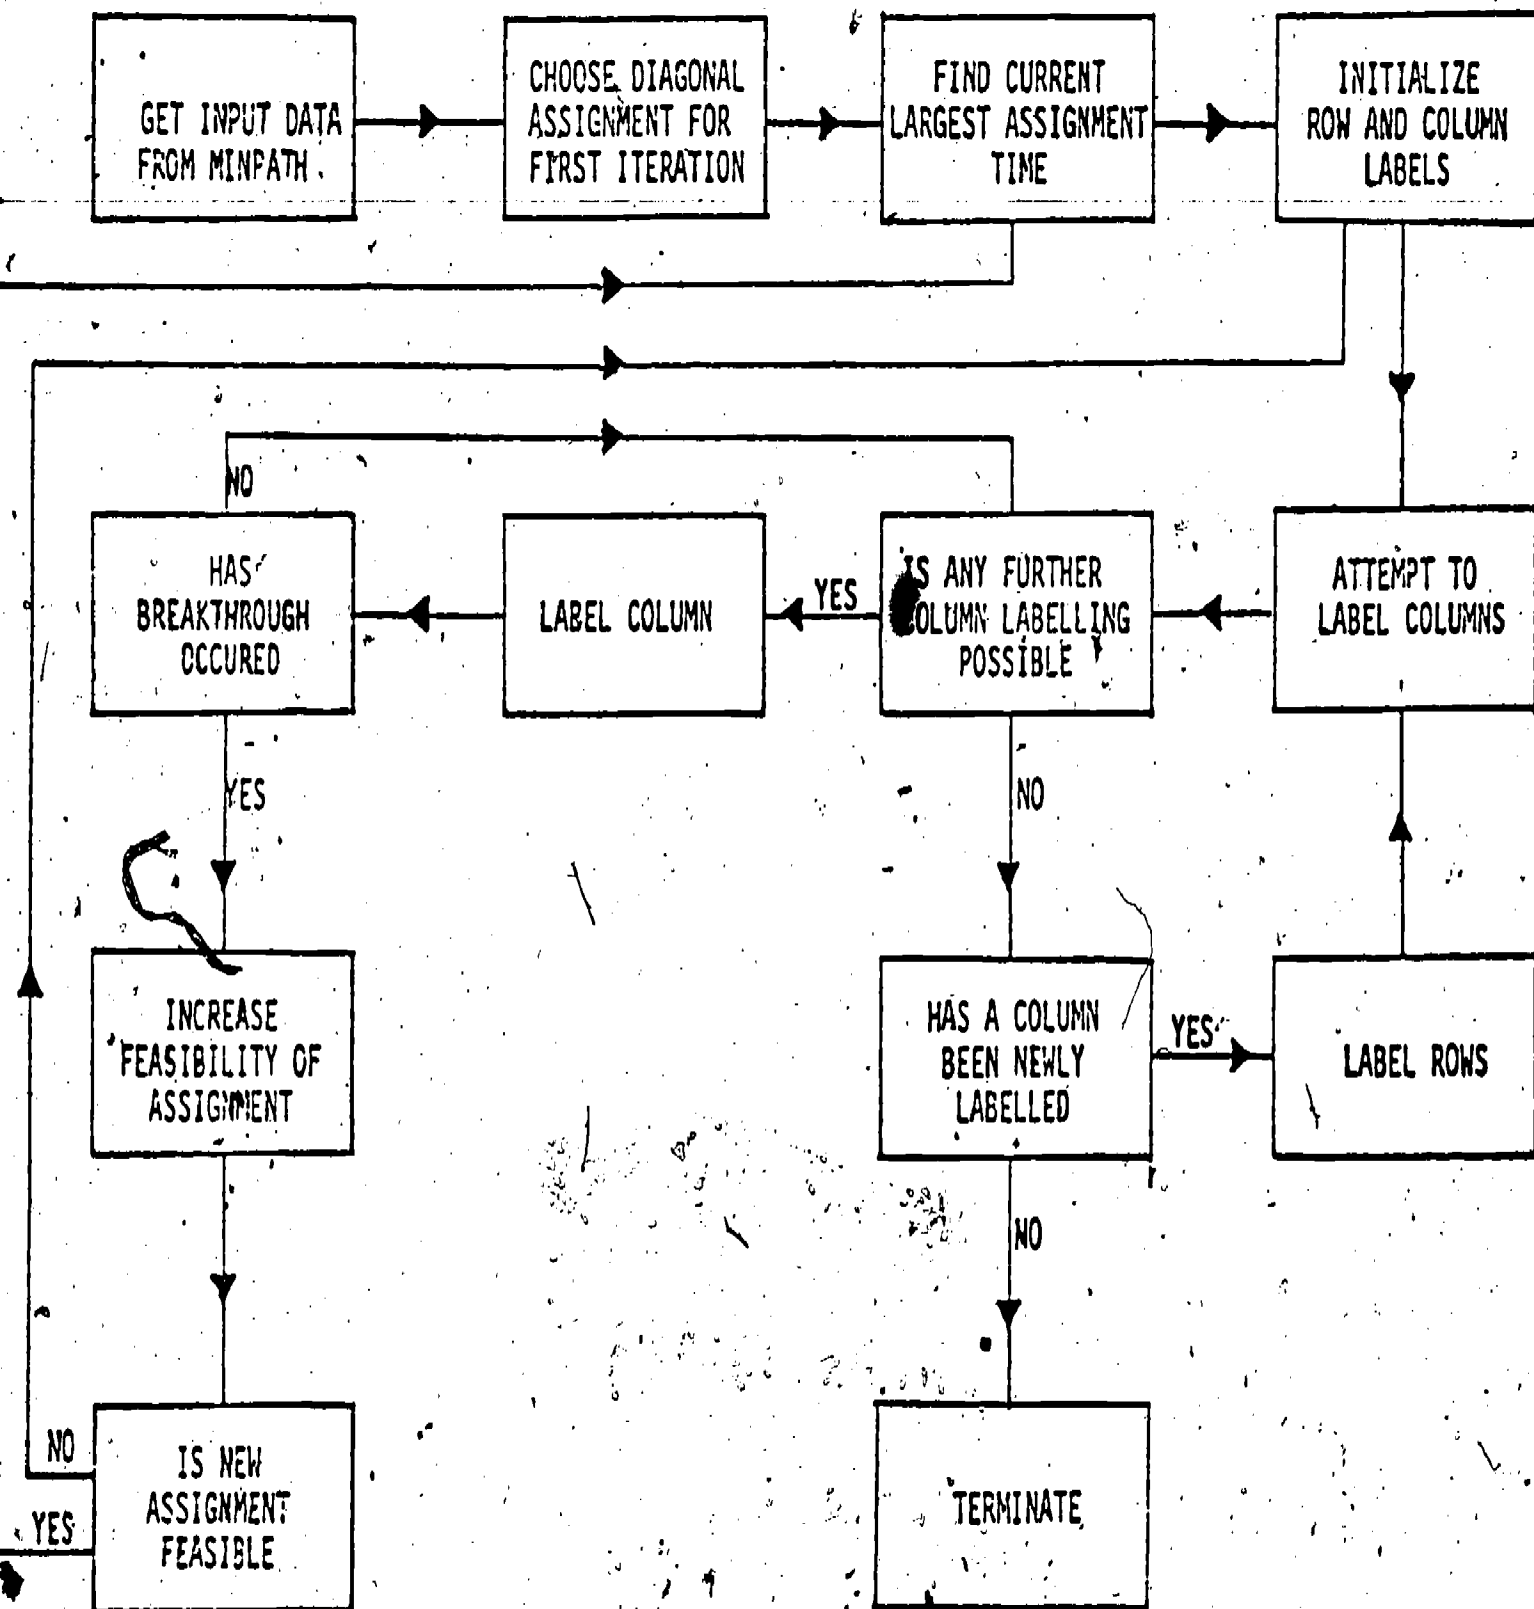 GET INPUT DATA
FROM MINPATH.
CHOOSE DIAGONAL
ASSIGNMENT FOR
FIRST ITERATION
FIND CURRENT
LARGEST ASSIGNMENT
TIME
INITIALIZE
ROW AND COLUMN
LABELS
NO
HAS
BREAKTHROUGH
OCCURED
LABEL COLUMN
YES
IS ANY FURTHER
COLUMN LABELLING
POSSIBLE
ATTEMPT TO
LABEL COLUMNS
YES
NO
INCREASE
FEASIBILITY OF
ASSIGNMENT
HAS A COLUMN
BEEN NEWLY
LABELLED
YES
LABEL ROWS
NO
NO
YES
IS NEW
ASSIGNMENT
FEASIBLE
TERMINATE